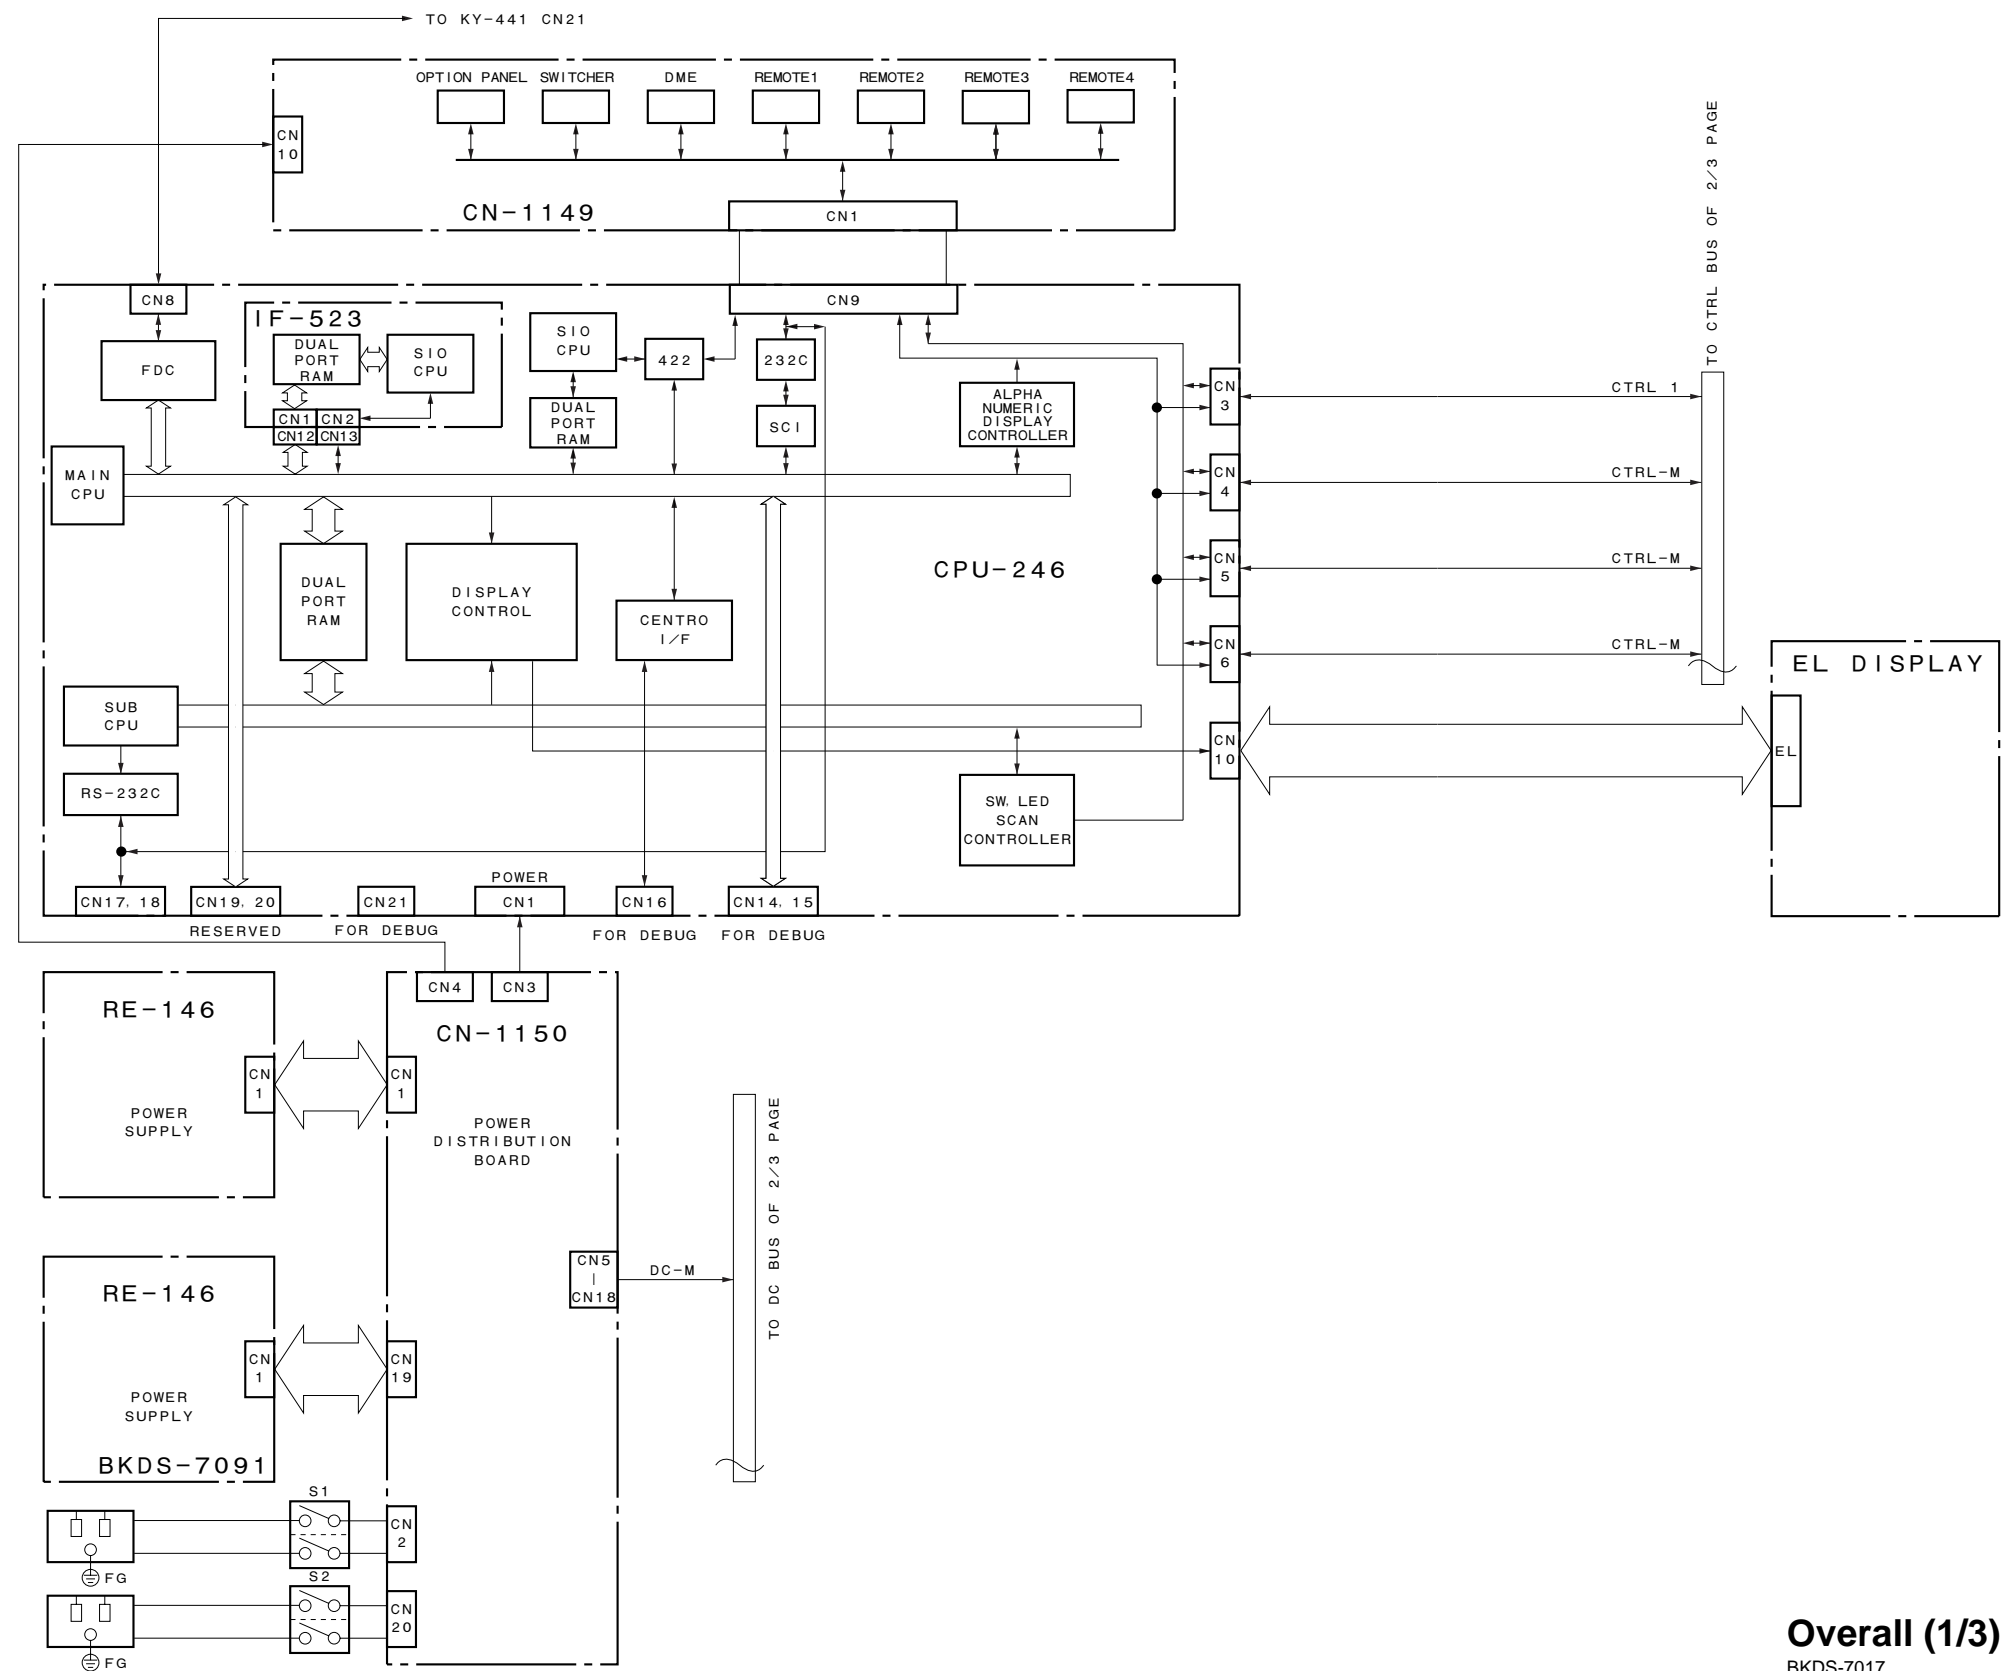 TO KY-441 CN21
OPTION PANEL
SWITCHER
DME
REMOTE1
REMOTE2
REMOTE3
REMOTE4
CN
10
CN-1149
CN1
TO CTRL BUS OF 2/3 PAGE
CN8
CN9
IF-523
FDC
DUAL
PORT
RAM
SIO
CPU
CN1
CN2
CN12
CN13
SIO
CPU
422
232C
DUAL
PORT
RAM
SCI
ALPHA
NUMERIC
DISPLAY
CONTROLLER
CN
3
CTRL 1
MAIN
CPU
CN
4
CTRL-M
CPU-246
CN
5
CTRL-M
DUAL
PORT
RAM
DISPLAY
CONTROL
CENTRO
I/F
CN
6
CTRL-M
EL DISPLAY
SUB
CPU
CN
10
EL
RS-232C
SW, LED
SCAN
CONTROLLER
POWER
CN17, 18
CN19, 20
CN21
CN1
CN16
CN14, 15
RESERVED
FOR DEBUG
FOR DEBUG
FOR DEBUG
CN4
CN3
RE-146
CN-1150
CN
1
CN
1
POWER
SUPPLY
POWER
DISTRIBUTION
BOARD
TO DC BUS OF 2/3 PAGE
CN5
|
CN18
DC-M
RE-146
CN
1
CN
19
POWER
SUPPLY
BKDS-7091
S1
CN
2
FG
S2
CN
20
FG
Overall (1/3)
BKDS-7017